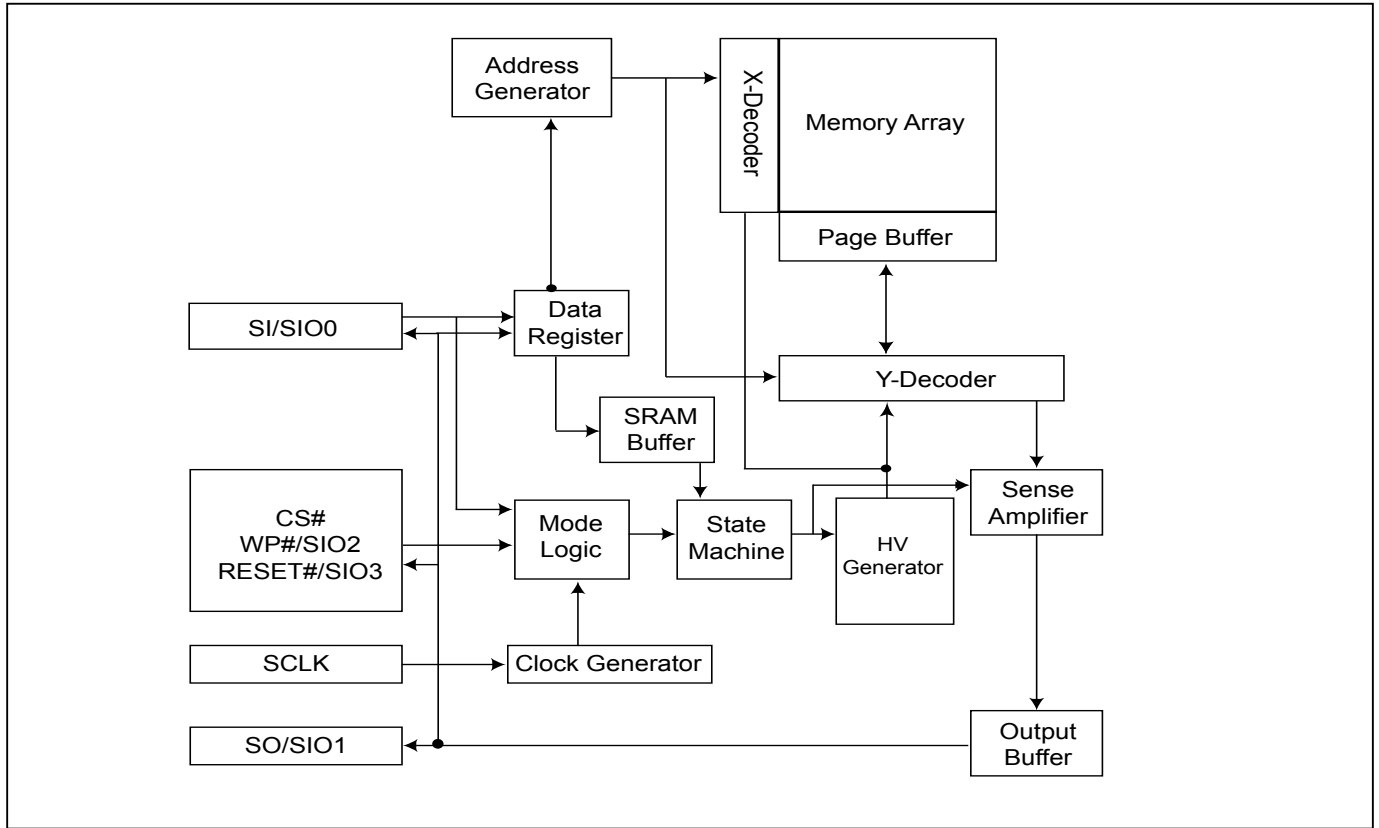 Address
Generator
X-Decoder
Memory Array
Page Buffer
SI/SIO0
Data
Register
Y-Decoder
SRAM
Buffer
CS#
WP#/SIO2
RESET#/SIO3
Mode
Logic
State
Machine
HV
Generator
Sense
Amplifier
SCLK
Clock Generator
SO/SIO1
Output
Buffer